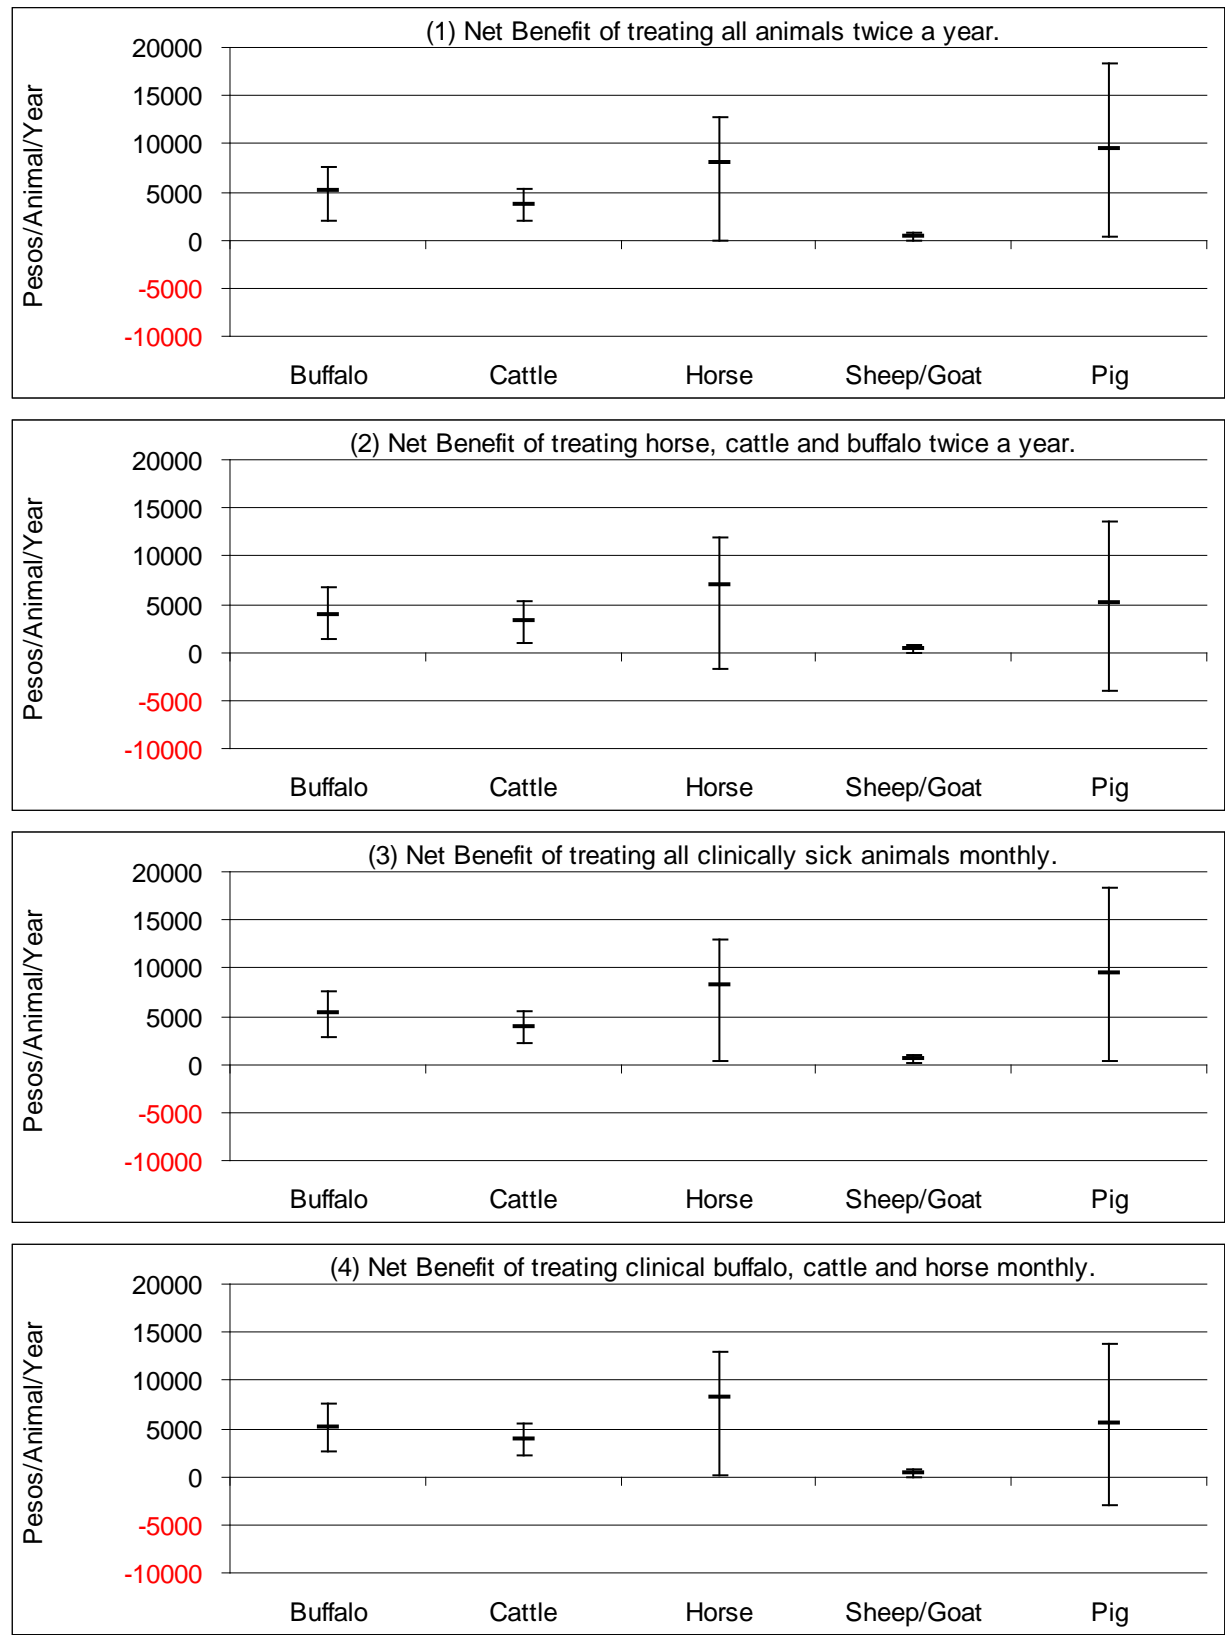 (1) Net Benefit of treating all animals twice a year.
Pesos/Animal/Year
20000
15000
10000
5000
0
-5000
-10000
Buffalo Cattle Horse Sheep/Goat Pig
(2) Net Benefit of treating horse, cattle and buffalo twice a year.
Pesos/Animal/Year
20000
15000
10000
5000
0
-5000
-10000
Buffalo Cattle Horse Sheep/Goat Pig
(3) Net Benefit of treating all clinically sick animals monthly.
Pesos/Animal/Year
20000
15000
10000
5000
0
-5000
-10000
Buffalo Cattle Horse Sheep/Goat Pig
(4) Net Benefit of treating clinical buffalo, cattle and horse monthly.
Pesos/Animal/Year
20000
15000
10000
5000
0
-5000
-10000
Buffalo Cattle Horse Sheep/Goat Pig